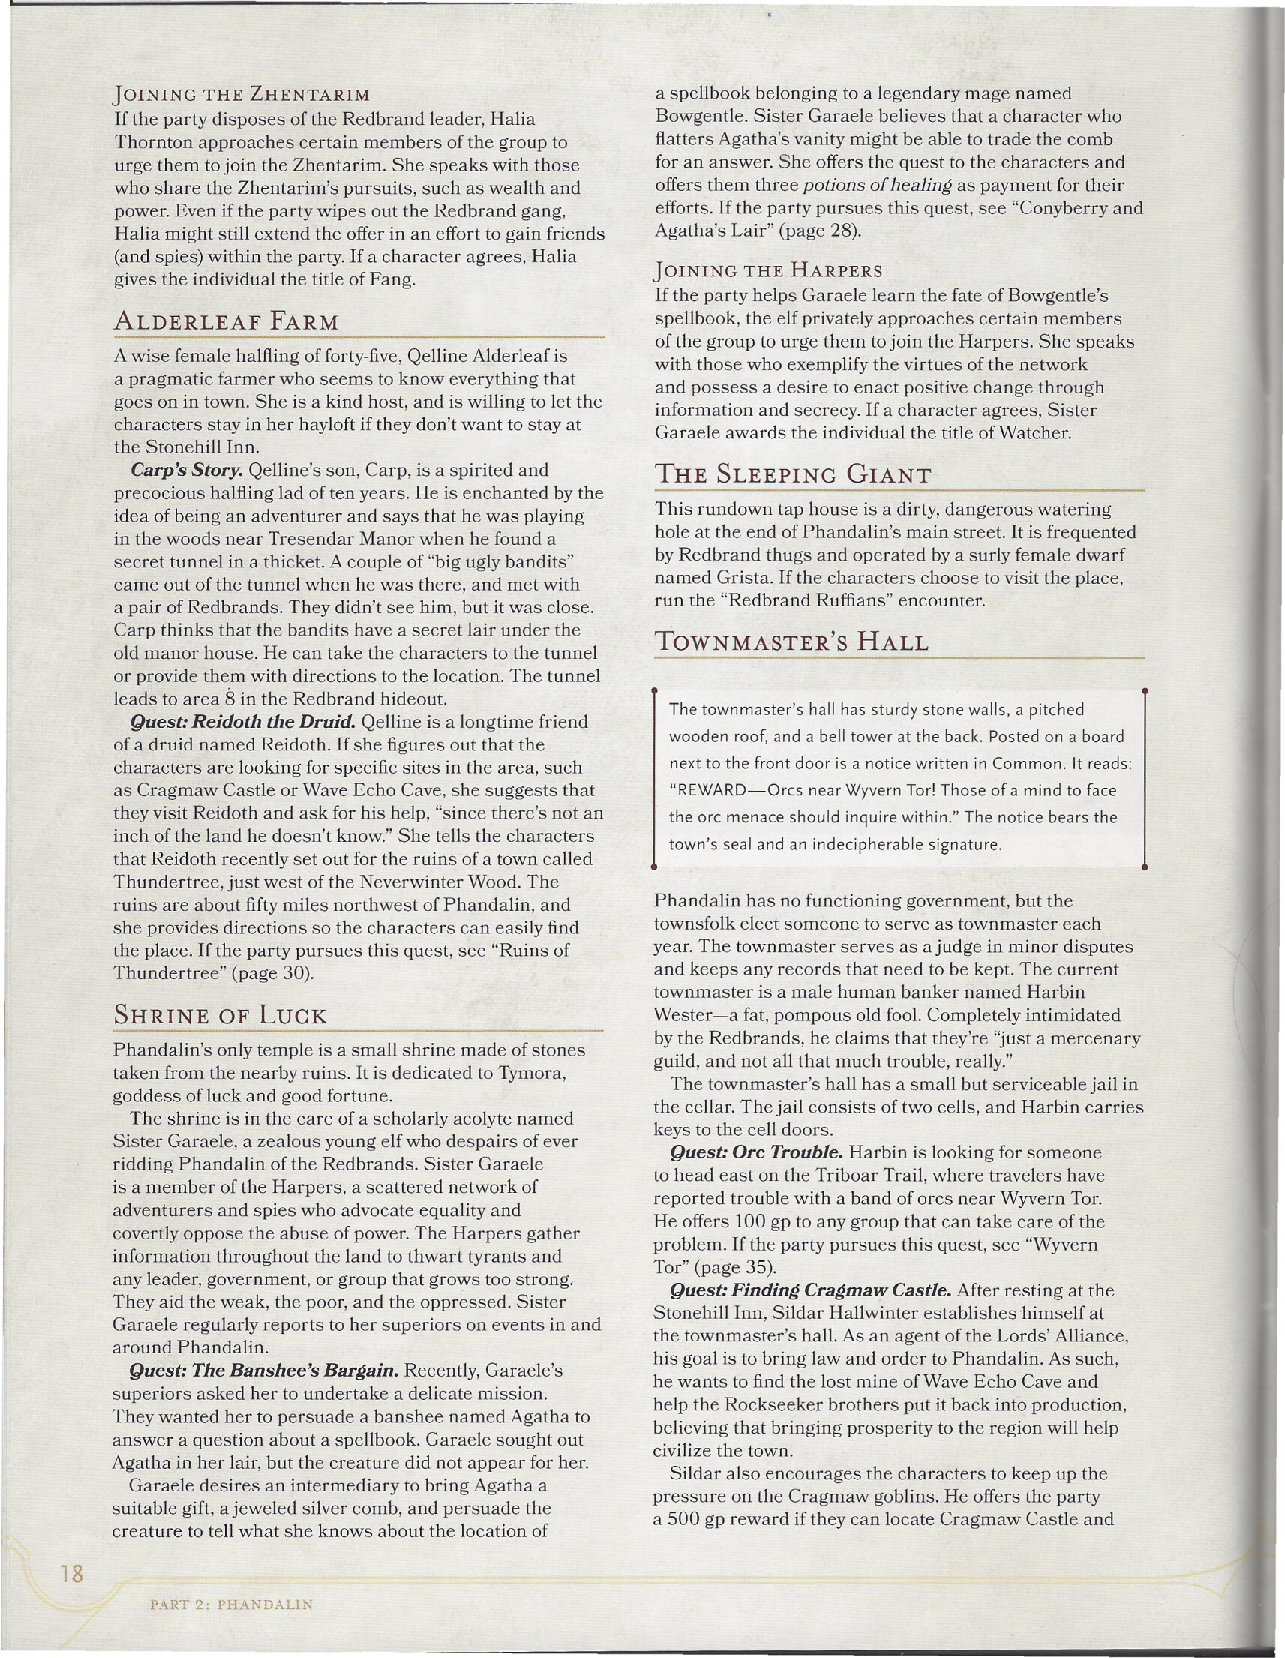 JOINING THE ZHENTARIM
If the party disposes of the Redbrand leader, Halia
Thornton approaches certain members of the group to
urge them to join the Zhentarim. She speaks with those
who share the Zhentarim's pursuits, such as wealth and
power. Even if the party wipes out the Redbrand gang,
Halia might still extend the offer in an effort to gain friends
(and spies) within the party. If a character agrees, Halia
gives the individual the title of Fang.
ALDERLEAF FARM
A wise female halfling of forty-five, Qelline Alderleaf is
a pragmatic farmer who seems to know everything that
goes on in town. She is a kind host, and is willing to let the
characters stay in her hayloft if they don't want to stay at
the Stonehill Inn.
Carp's Story. Qelline's son, Carp, is a spirited and
precocious halfling lad of ten years. He is enchanted by the
idea of being an adventurer and says that he was playing
in the woods near Tresendar Manor when he found a
secret tunnel in a thicket. A couple of "big ugly bandits"
came out of the tunnel when he was there, and met with
a pair of Redbrands. They didn't see him, but it was close.
Carp thinks that the bandits have a secret lair under the
old manor house. He can take the characters to the tunnel
or provide them with directions to the location. The tunnel
leads to area 8 in the Redbrand hideout.
Quest: Reidoth the Druid. Qelline is a longtime friend
of a druid named Reidoth. If she figures out that the
characters are looking for specific sites in the area, such
as Cragmaw Castle or Wave Echo Cave, she suggests that
they visit Reidoth and ask for his help, "since there's not an
inch of the land he doesn't know." She tells the characters
that Reidoth recently set out for the ruins of a town called
Thundertree, just west of the Neverwinter Wood. The
ruins are about fifty miles northwest of Phandalin, and
she provides directions so the characters can easily find
the place. If the party pursues this quest, see "Ruins of
Thundertree" (page 30).
SHRINE OF LUCK
Phandalin's only temple is a small shrine made of stones
taken from the nearby ruins. It is dedicated to Tymora,
goddess of luck and good fortune.
The shrine is in the care of a scholarly acolyte named
Sister Garaele, a zealous young elf who despairs of ever
ridding Phandalin of the Redbrands. Sister Garaele
is a member of the Harpers, a scattered network of
adventurers and spies who advocate equality and
covertly oppose the abuse of power. The Harpers gather
information throughout the land to thwart tyrants and
any leader, government, or group that grows too strong.
They aid the weak, the poor, and the oppressed. Sister
Garaele regularly reports to her superiors on events in and
around Phandalin.
Quest: The Banshee's Bargain. Recently, Garaele's
superiors asked her to undertake a delicate mission.
They wanted her to persuade a banshee named Agatha to
answer a question about a spellbook. Garaele sought out
Agatha in her lair, but the creature did not appear for her.
Garaele desires an intermediary to bring Agatha a
suitable gift, a jeweled silver comb, and persuade the
creature to tell what she knows about the location of
a spellbook belonging to a legendary mage named
Bowgentle. Sister Garaele believes that a character who
flatters Agatha's vanity might be able to trade the comb
for an answer. She offers the quest to the characters and
offers them three potions of healing as payment for their
efforts. If the party pursues this quest, see "Conyberry and
Agatha's Lair" (page 28).
JOINING THE HARPERS
If the party helps Garaele learn the fate of Bowgentle's
spellbook, the elf privately approaches certain members
of the group to urge them to join the Harpers. She speaks
with those who exemplify the virtues of the network
and possess a desire to enact positive change through
information and secrecy. If a character agrees, Sister
Garaele awards the individual the title of Watcher.
THE SLEEPING GIANT
This rundown tap house is a dirty, dangerous watering
hole at the end of Phandalin's main street. It is frequented
by Redbrand thugs and operated by a surly female dwarf
named Grista. If the characters choose to visit the place,
run the "Redbrand Ruffians" encounter.
TOWNMASTER'S HALL
The townmaster's hall has sturdy stone walls, a pitched
wooden roof, and a bell tower at the back. Posted on a board
next to the front door is a notice written in Common. It reads:
"REWARD—Orcs near Wyvern Tor! Those of a mind to face
the orc menace should inquire within." The notice bears the
town's seal and an indecipherable signature.
Phandalin has no functioning government, but the
townsfolk elect someone to serve as townmaster each
year. The townmaster serves as a judge in minor disputes
and keeps any records that need to be kept. The current
townmaster is a male human banker named Harbin
Wester—a fat, pompous old fool. Completely intimidated
by the Redbrands, he claims that they're "just a mercenary
guild, and not all that much trouble, really."
The townmaster's hall has a small but serviceable jail in
the cellar. The jail consists of two cells, and Harbin carries
keys to the cell doors.
Quest: Orc Trouble. Harbin is looking for someone
to head east on the Triboar Trail, where travelers have
reported trouble with a band of orcs near Wyvern Tor.
He offers 100 gp to any group that can take care of the
problem. If the party pursues this quest, see "Wyvern
Tor" (page 35).
Quest: Finding Cragmaw Castle. After resting at the
Stonehill Inn, Sildar Hallwinter establishes himself at
the townmaster's hall. As an agent of the Lords' Alliance,
his goal is to bring law and order to Phandalin. As such,
he wants to find the lost mine of Wave Echo Cave and
help the Rockseeker brothers put it back into production,
believing that bringing prosperity to the region will help
civilize the town.
Sildar also encourages the characters to keep up the
pressure on the Cragmaw goblins. He offers the party
a 500 gp reward if they can locate Cragmaw Castle and
18
PART 2: PHANDALIN